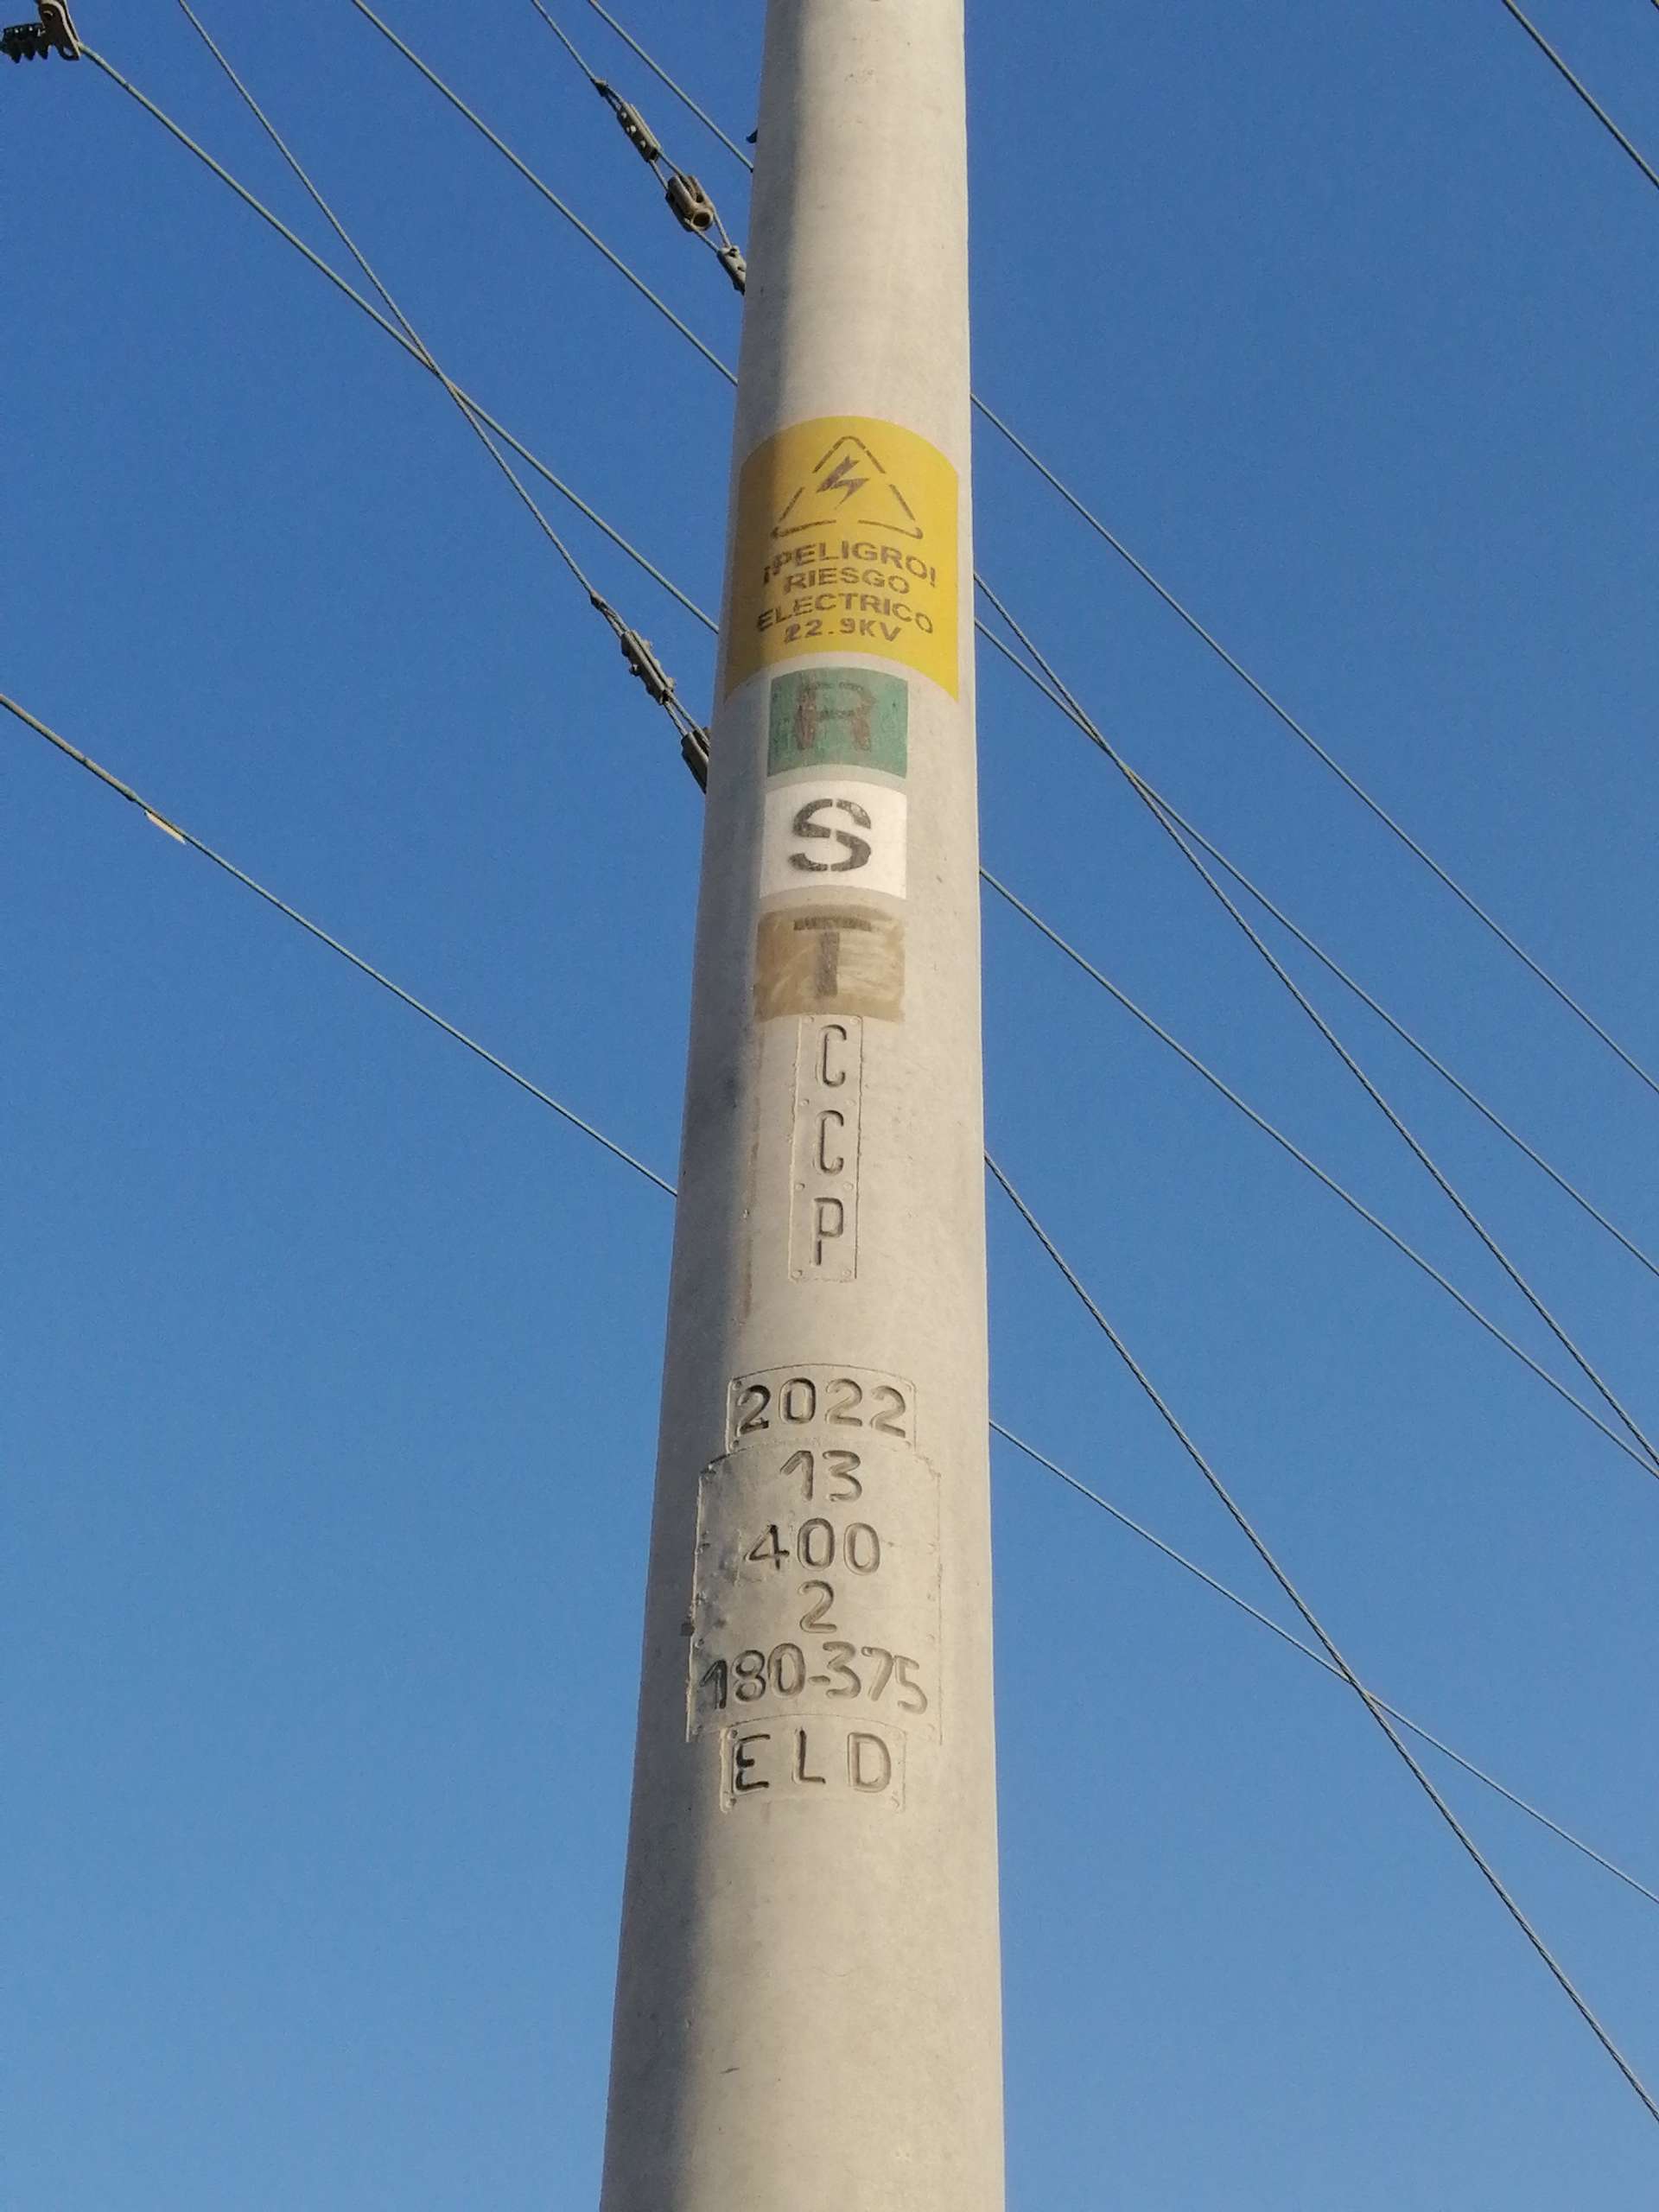 ¡PELIGRO!
RIESGO
ELECTRICO
22.9KV
R
S
T
C
C
P
2022
13
400
2
180-375
ELD